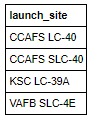 launch_site
CCAFS LC-40
CCAFS SLC-40
KSC LC-39A
VAFB SLC-4E